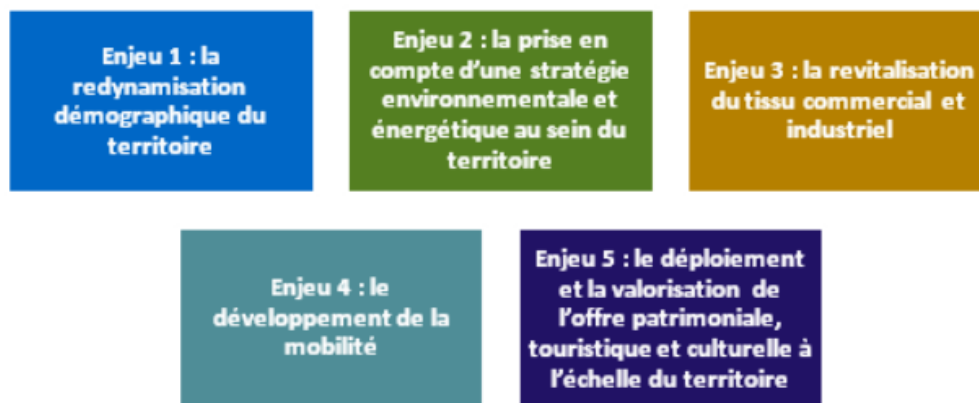 Enjeu 1 : la
redynamisation
démographique du
territoire
Enjeu 2 : la prise en
compte d'une stratégie
environnementale et
énergétique au sein du
territoire
Enjeu 3 : la revitalisation
du tissu commercial et
industriel
Enjeu 4 : le
développement de la
mobilité
Enjeu 5 : le déploiement
et la valorisation de
l'offre patrimoniale,
touristique et culturelle à
l'échelle du territoire